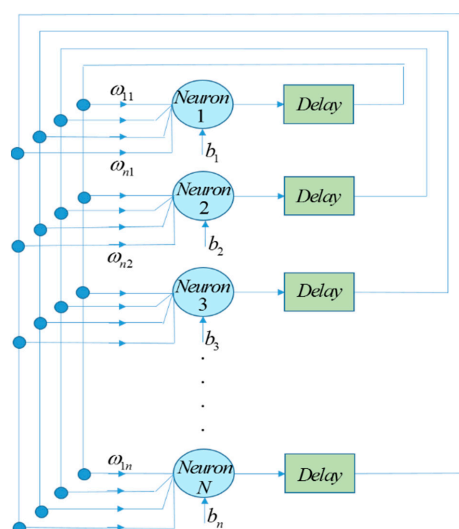 ω11
Neuron
1
Delay
ωn1
b1
Neuron
2
Delay
ωn2
b2
Neuron
3
Delay
b3
ω1n
Neuron
N
Delay
bn